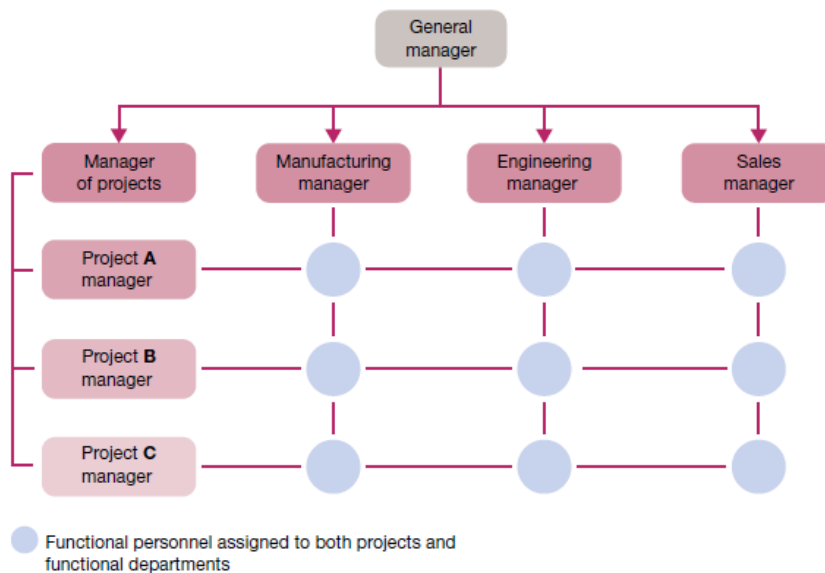 General
manager
Manager
of projects
Manufacturing
manager
Engineering
manager
Sales
manager
Project A
manager
Project B
manager
Project C
manager
Functional personnel assigned to both projects and
functional departments